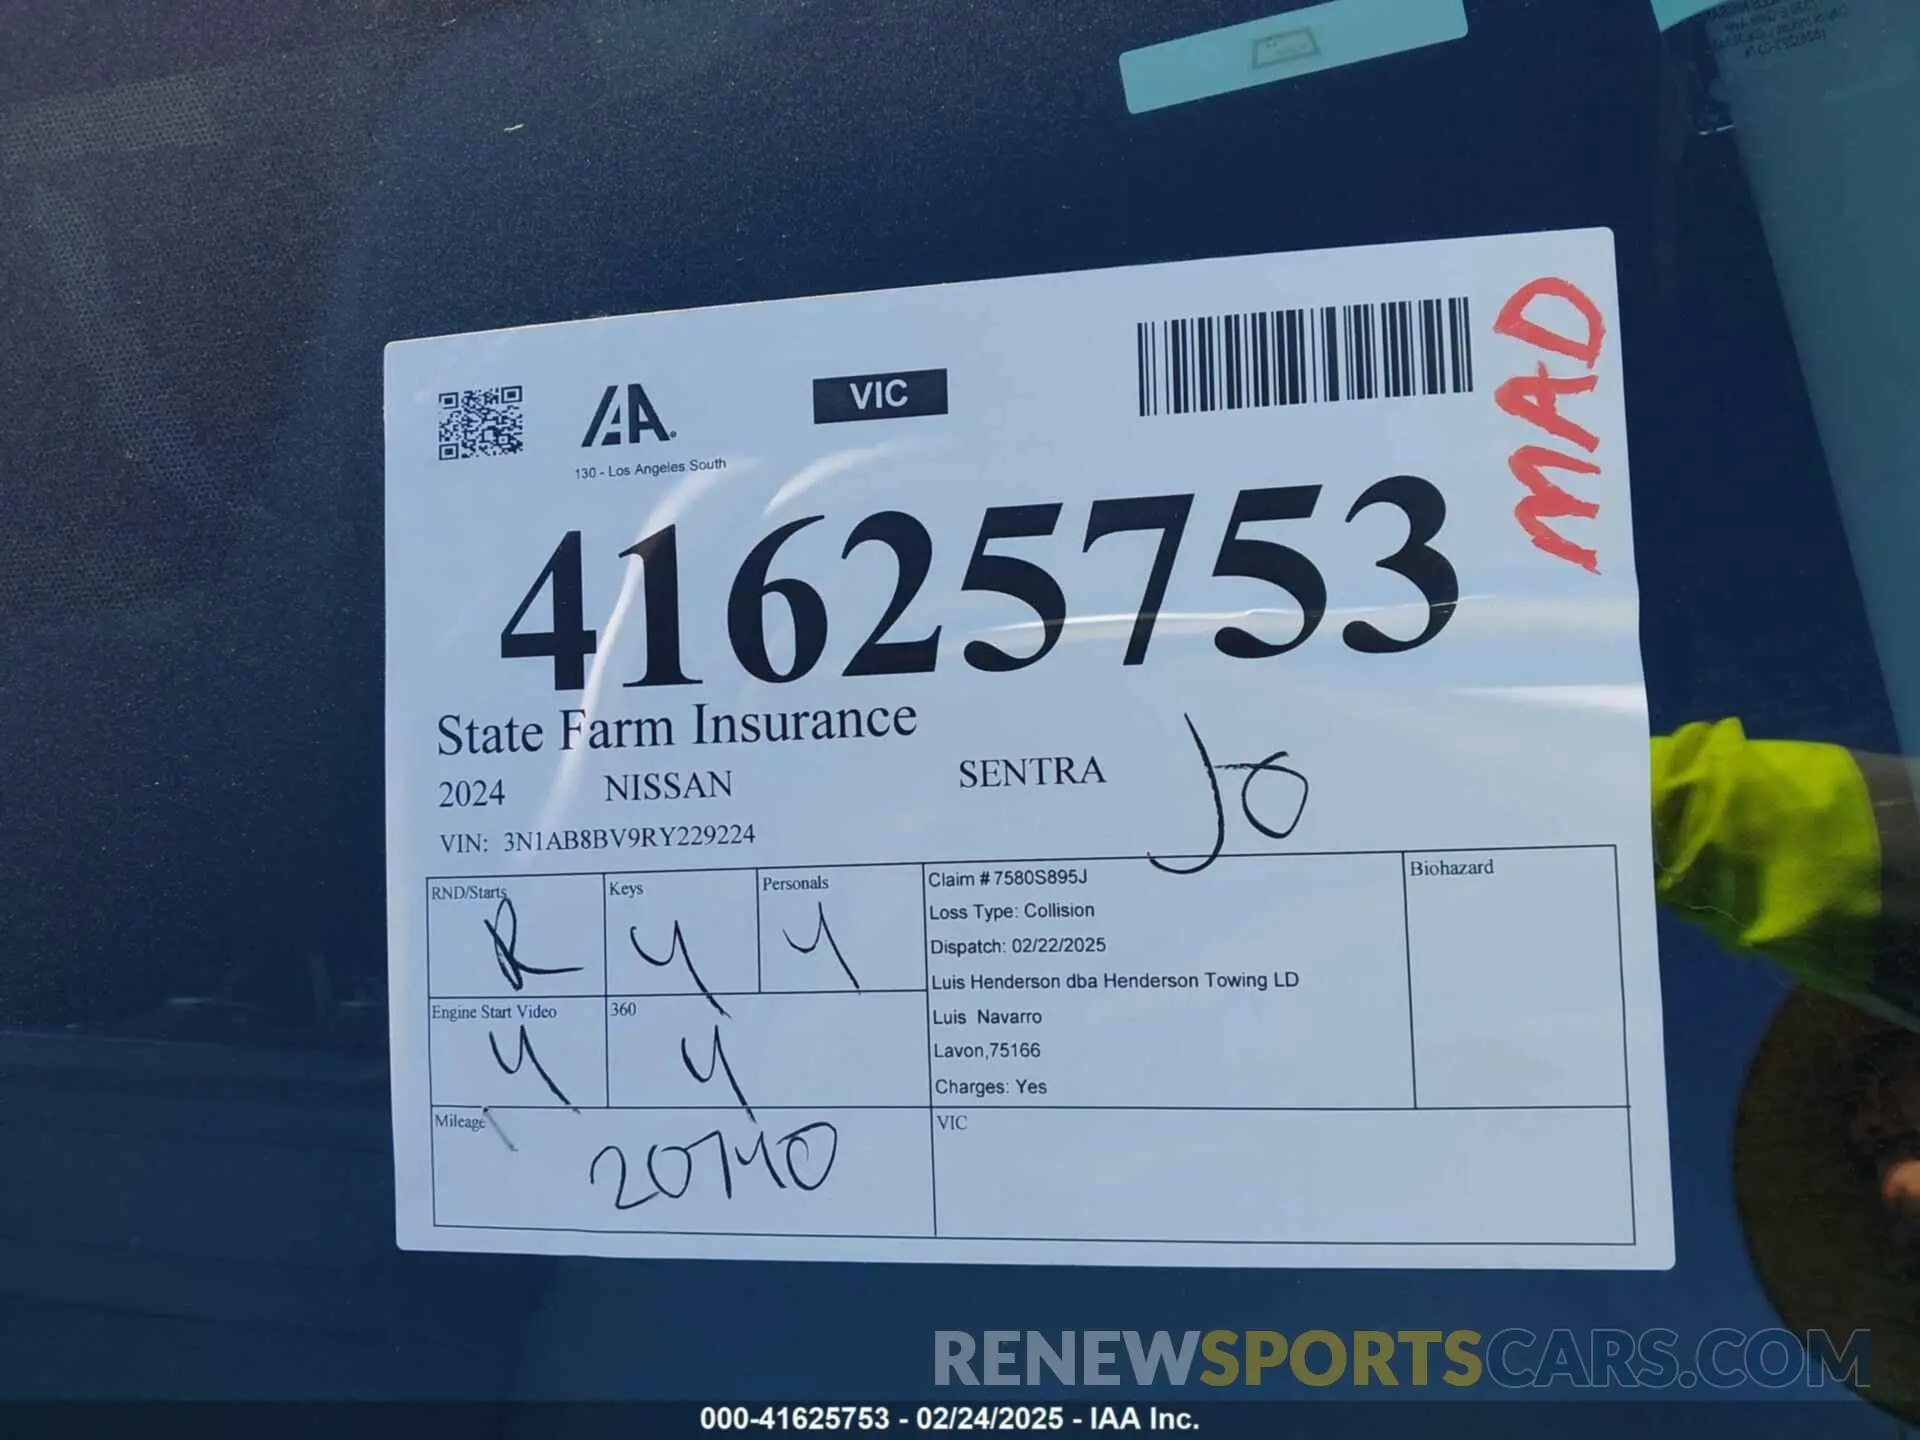 IAA
VIC
MAD
130 - Los Angeles South
41625753
State Farm Insurance
2024 NISSAN SENTRA
JO
VIN: 3N1AB8BV9RY229224
RND/Starts R
Keys Y
Personals Y
Claim # 7580S895J
Loss Type: Collision
Dispatch: 02/22/2025
Luis Henderson dba Henderson Towing LD
Luis Navarro
Lavon,75166
Charges: Yes
Biohazard
Engine Start Video Y
360 Y
Mileage 20740
VIC
RENEWSPORTSCARS.COM
000-41625753 - 02/24/2025 - IAA Inc.